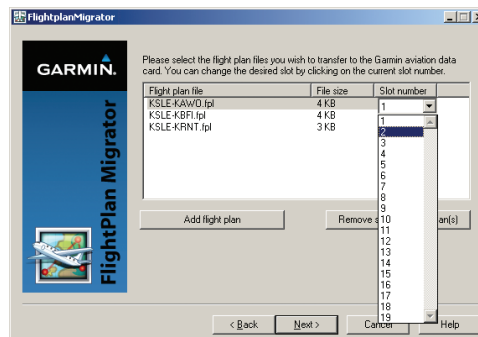 FlightplanMigrator
GARMIN.
FlightPlan Migrator
Please select the flight plan files you wish to transfer to the Garmin aviation data
card. You can change the desired slot by clicking on the current slot number.
Flight plan file File size Slot number
KSLE-KAWO.fpl 4 KB 1
KSLE-KBFI.fpl 4 KB
KSLE-KRNT.fpl 3 KB
1
2
3
4
5
6
7
8
9
10
11
12
13
14
15
16
17
18
19
Add flight plan Remove s an(s)
< Back Next > Cancel Help